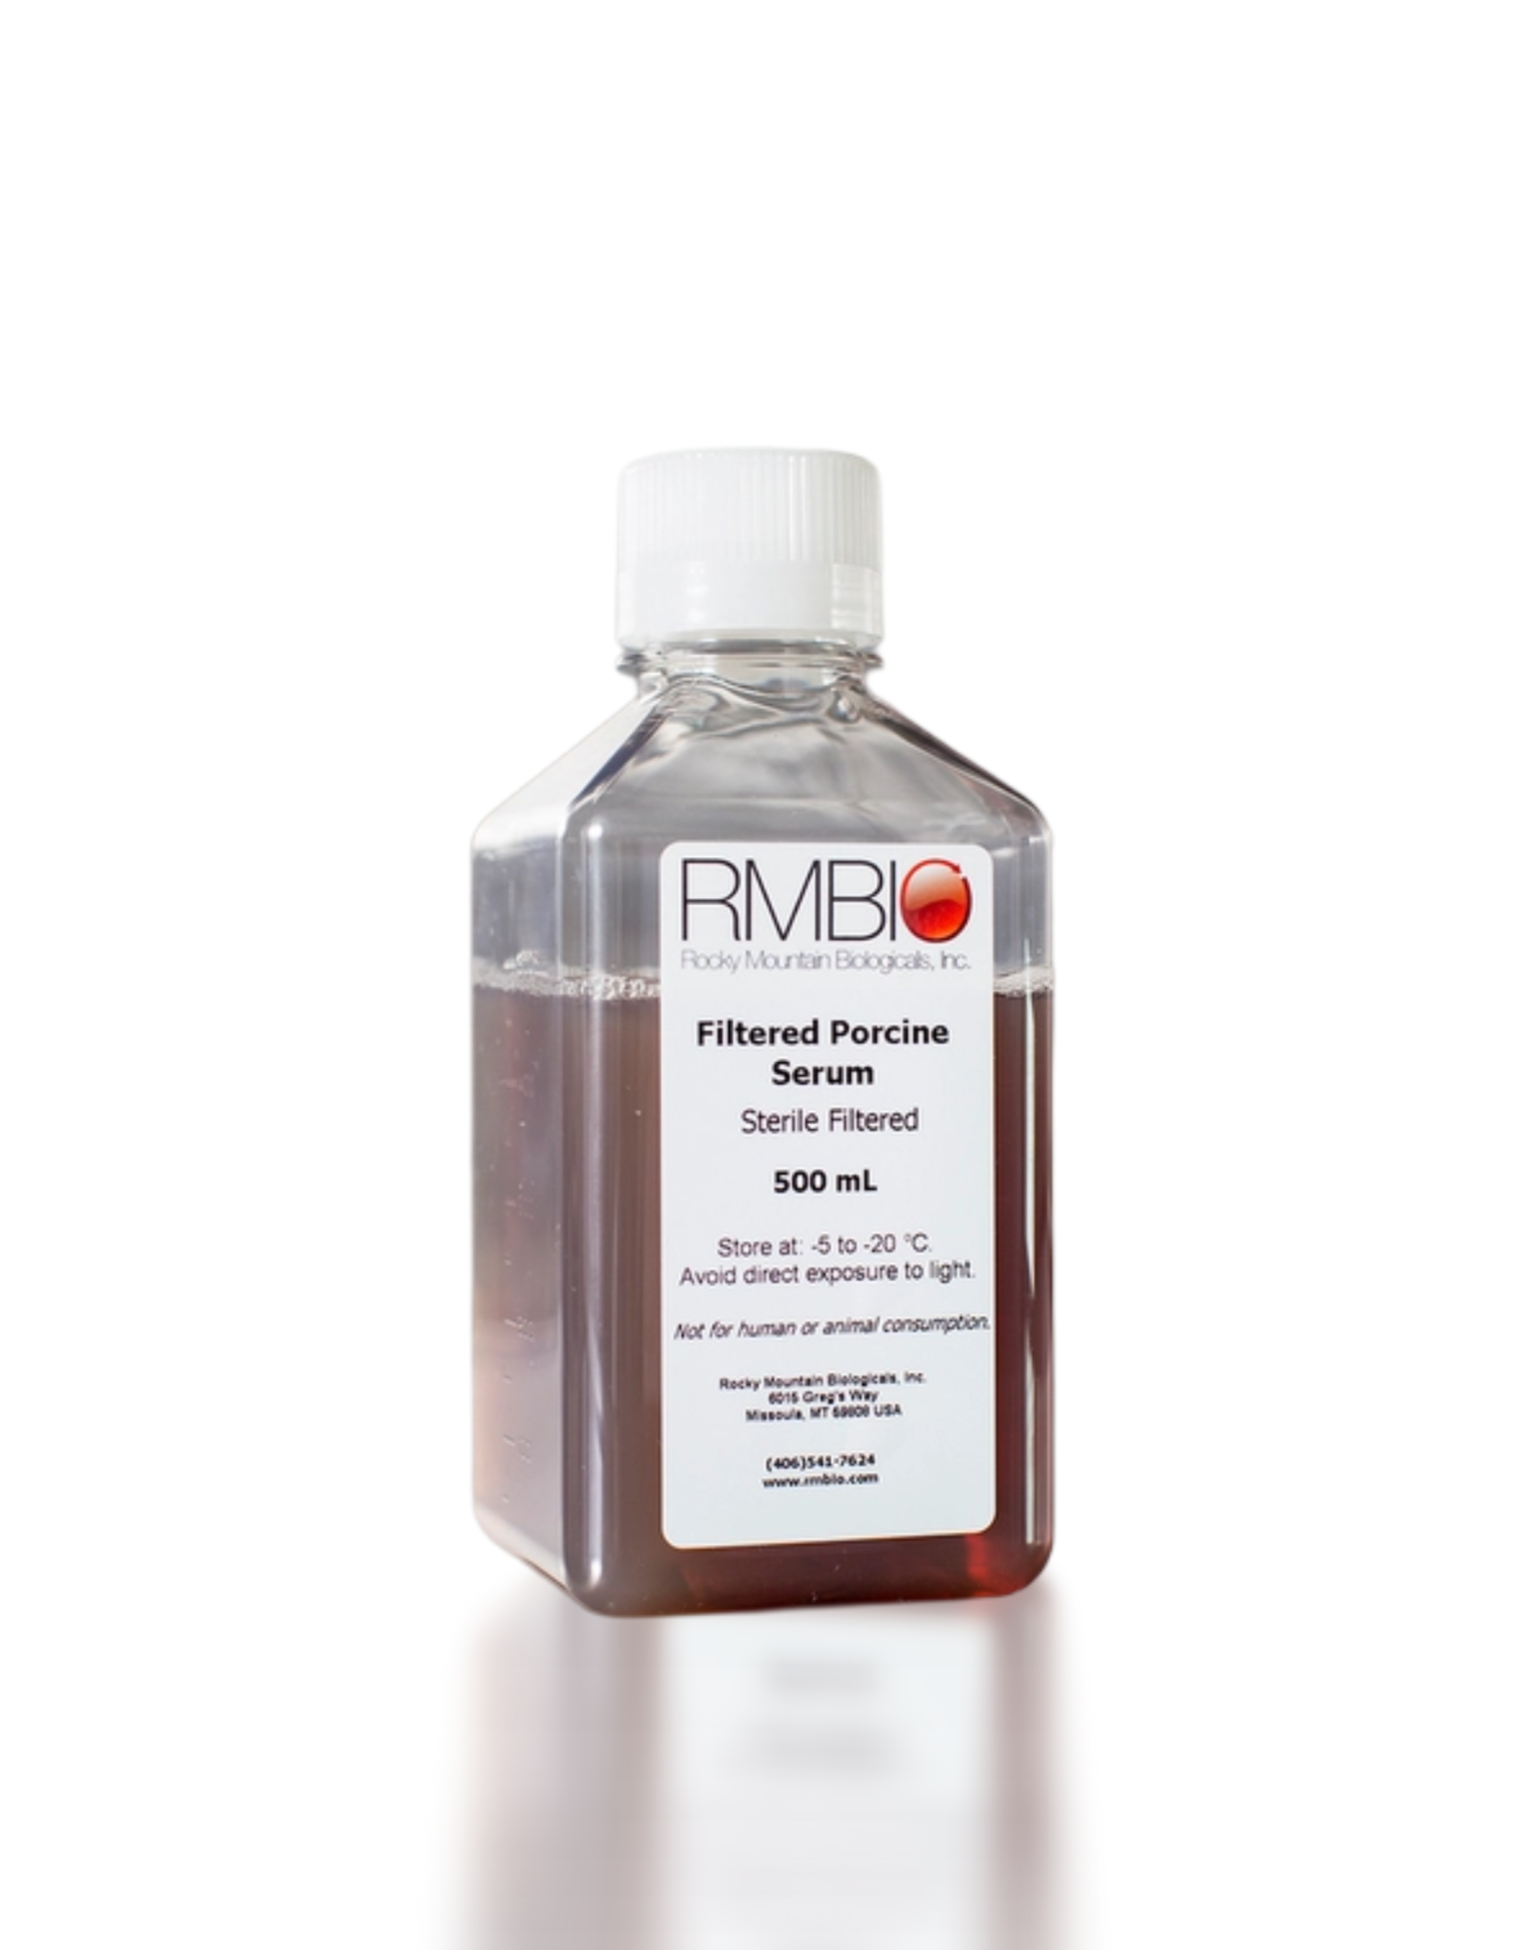 RMBIO
Rocky Mountain Biologicals, Inc.
Filtered Porcine
Serum
Sterile Filtered
500 mL
Store at: -5 to -20 °C.
Avoid direct exposure to light.
Not for human or animal consumption.
Rocky Mountain Biologicals, Inc.
6015 Greg's Way
Missoula, MT 59808 USA
(406)541-7624
www.rmbio.com